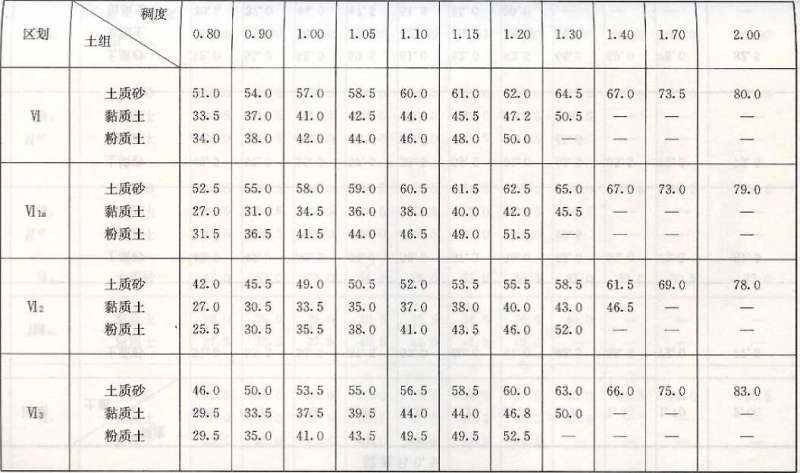 区划 稠度 土组 0.80 0.90 1.00 1.05 1.10 1.15 1.20 1.30 1.40 1.70 2.00
土质砂 51.0 54.0 57.0 58.5 60.0 61.0 62.0 64.5 67.0 73.5 80.0
Ⅵ 黏质土 33.5 37.0 41.0 42.5 44.0 45.5 47.2 50.5 — — —
粉质土 34.0 38.0 42.0 44.0 46.0 48.0 50.0 — — — —
土质砂 52.5 55.0 58.0 59.0 60.5 61.5 62.5 65.0 67.0 73.0 79.0
Ⅵ1a 黏质土 27.0 31.0 34.5 36.0 38.0 40.0 42.0 45.5 — — —
粉质土 31.5 36.5 41.5 44.0 46.5 49.0 51.5 — — — —
土质砂 42.0 45.5 49.0 50.5 52.0 53.5 55.5 58.5 61.5 69.0 78.0
Ⅵ2 黏质土 27.0 30.5 33.5 35.0 37.0 38.0 40.0 43.0 46.5 — —
粉质土 25.5 30.5 35.5 38.0 41.0 43.5 46.0 52.0 — — —
土质砂 46.0 50.0 53.5 55.0 56.5 58.5 60.0 63.0 66.0 75.0 83.0
Ⅵ3 黏质土 29.5 33.5 37.5 39.5 44.0 44.0 46.8 50.0 — — —
粉质土 29.5 35.0 41.0 43.5 49.5 49.5 52.5 — — — —